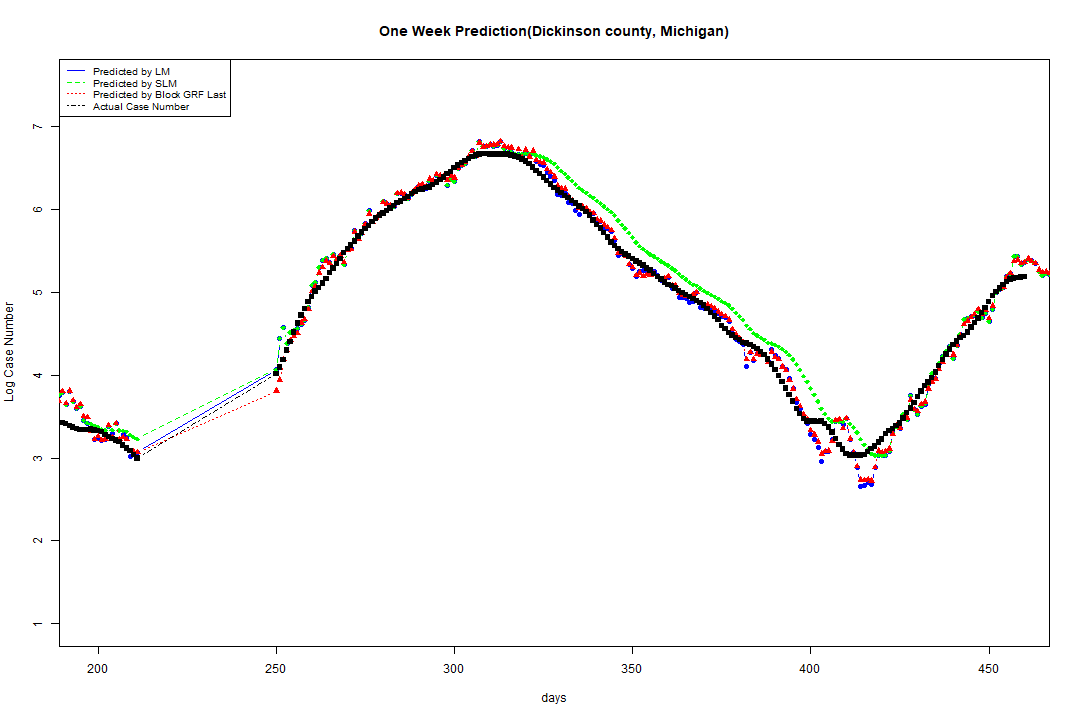 One Week Prediction(Dickinson county, Michigan)
Predicted by LM
Predicted by SLM
Predicted by Block GRF Last
Actual Case Number
Log Case Number
7
6
5
4
3
2
1
200 250 300 350 400 450
days